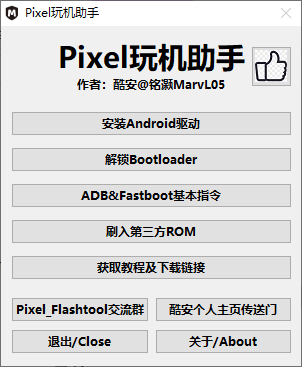 Pixel玩机助手
Pixel玩机助手
作者：酷安@铭灏MarvL05
安装Android驱动
解锁Bootloader
ADB&Fastboot基本指令
刷入第三方ROM
获取教程及下载链接
Pixel_Flashtool交流群
酷安个人主页传送门
退出/Close
关于/About